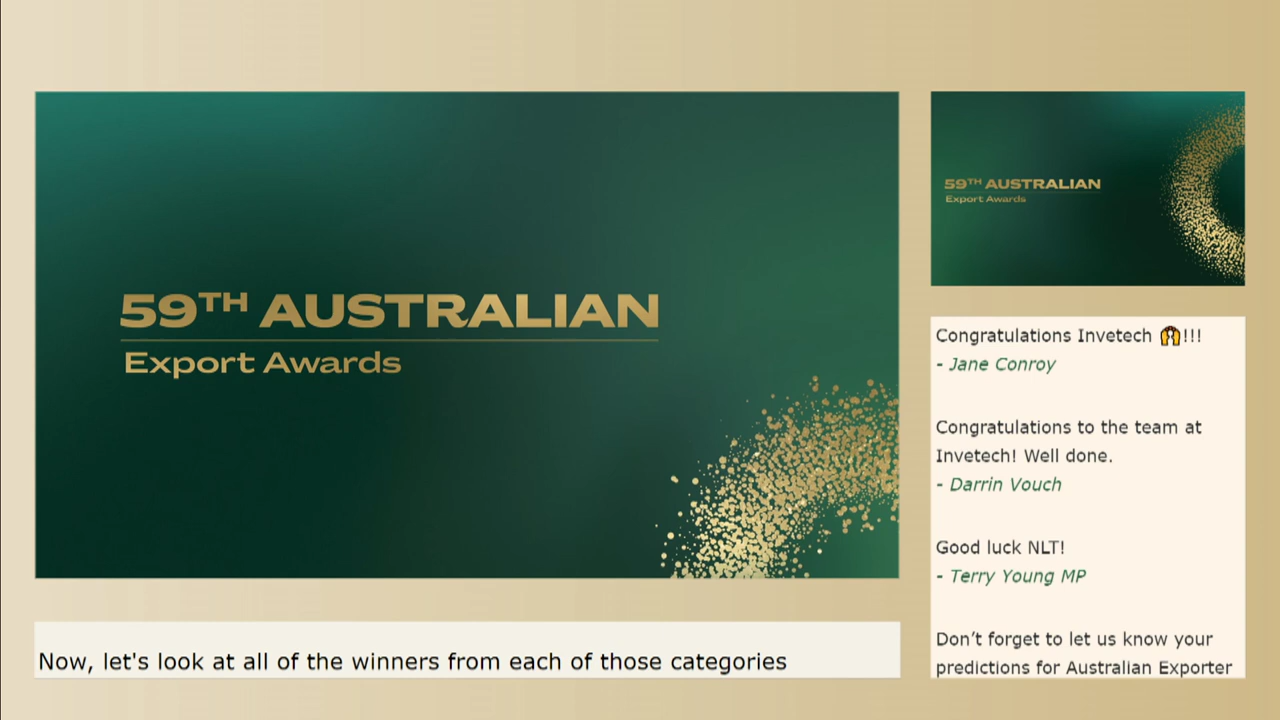 59TH AUSTRALIAN
Export Awards
Now, let's look at all of the winners from each of those categories
59TH AUSTRALIAN
Export Awards
Congratulations Invetech 🙌!!!
- Jane Conroy
Congratulations to the team at
Invetech! Well done.
- Darrin Vouch
Good luck NLT!
- Terry Young MP
Don’t forget to let us know your
predictions for Australian Exporter